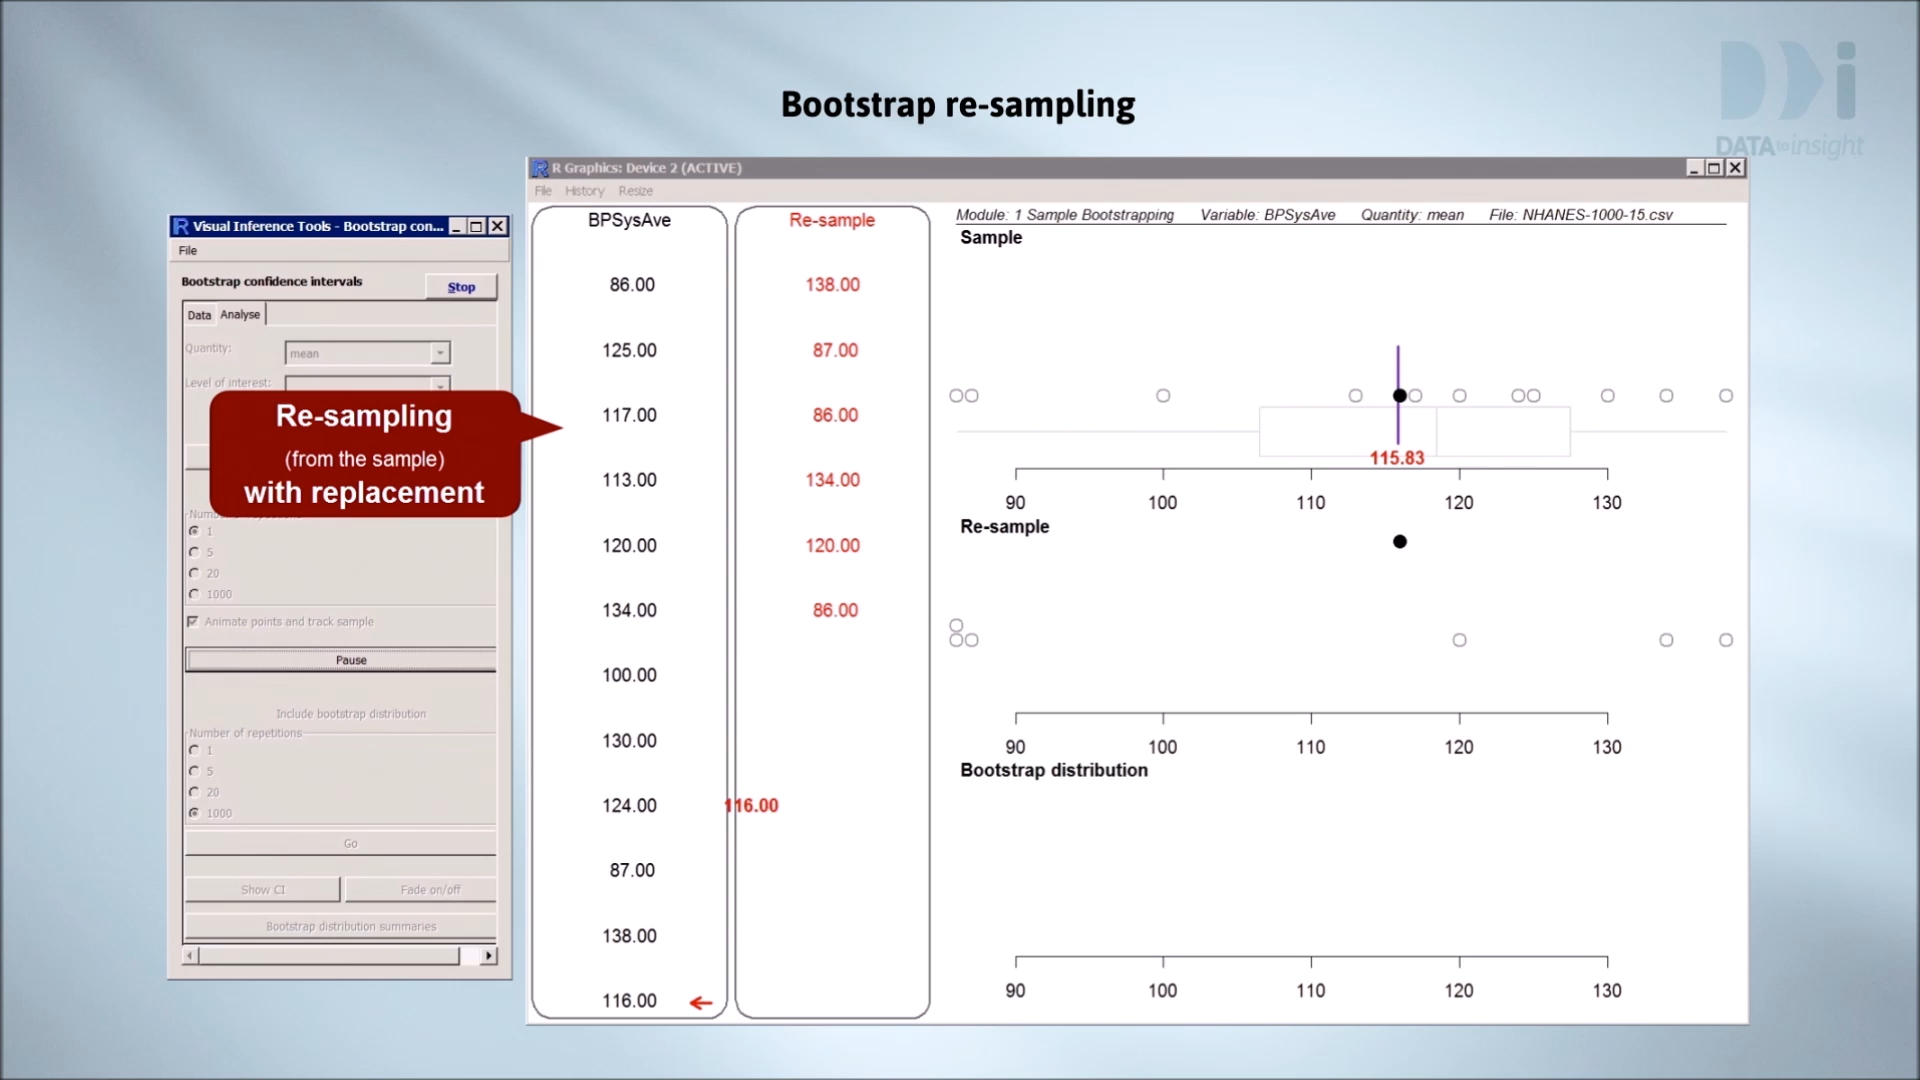 Bootstrap re-sampling
DATA to insight
R Graphics: Device 2 (ACTIVE)
File History Resize
Visual Inference Tools - Bootstrap con...
File
Bootstrap confidence intervals
Stop
Data Analyse
Quantity:
mean
Level of interest:
Re-sampling
(from the sample)
with replacement
1
5
20
1000
Animate points and track sample
Pause
Include bootstrap distribution
Number of repetitions
1
5
20
1000
Go
Show CI
Fade on/off
Bootstrap distribution summaries
BPSysAve
86.00
125.00
117.00
113.00
120.00
134.00
100.00
130.00
124.00
87.00
138.00
116.00
Re-sample
138.00
87.00
86.00
134.00
120.00
86.00
116.00
Module: 1 Sample Bootstrapping Variable: BPSysAve Quantity: mean File: NHANES-1000-15.csv
Sample
115.83
90 100 110 120 130
Re-sample
90 100 110 120 130
Bootstrap distribution
90 100 110 120 130